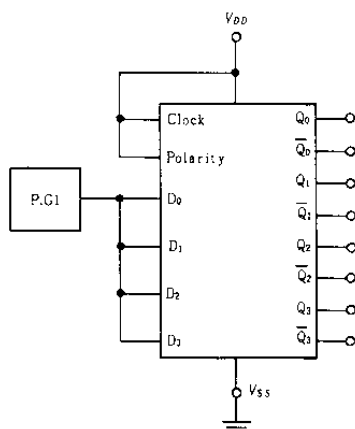 V_DD
Clock
Polarity
P.G1
D₀
D₁
D₂
D₃
Q₀
Q̅₀
Q₁
Q̅₁
Q₂
Q̅₂
Q₃
Q̅₃
V_SS